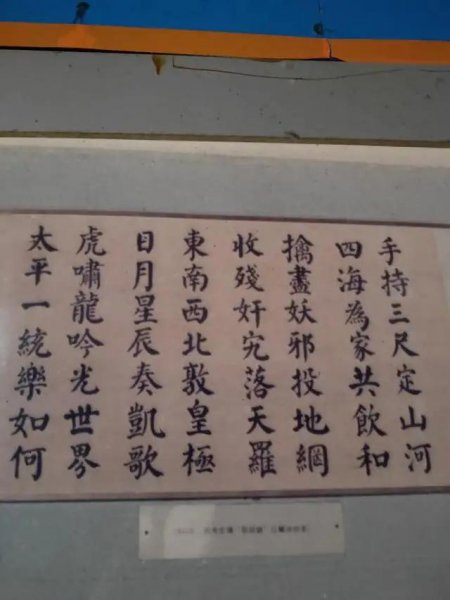 手持三尺定山河
四海為家共飲和
擒盡妖邪投地網
收殘奸宄落天羅
東南西北敦皇極
日月星辰奏凱歌
虎嘯龍吟光世界
太平一統樂如何